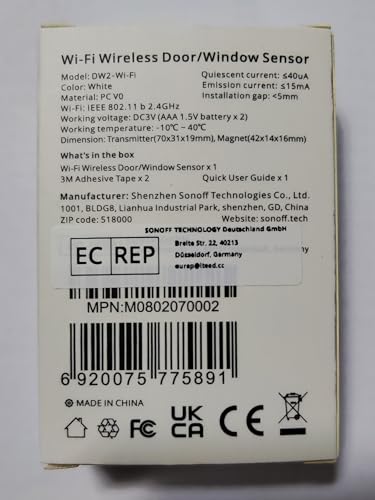 Wi-Fi Wireless Door/Window Sensor
Model: DW2-Wi-Fi Quiescent current: ≤40uA
Color: White Emission current: ≤15mA
Material: PC V0 Installation gap: <5mm
Wi-Fi: IEEE 802.11 b 2.4GHz
Working voltage: DC3V (AAA 1.5V battery x 2)
Working temperature: -10℃ ~ 40℃
Dimension: Transmitter(70x31x19mm), Magnet(42x14x16mm)
What's in the box
Wi-Fi Wireless Door/Window Sensor x 1
3M Adhesive Tape x 2 Quick User Guide x 1
Manufacturer: Shenzhen Sonoff Technologies Co., Ltd.
1001, BLDG8, Lianhua Industrial Park, shenzhen, GD, China
ZIP code: 518000 Website: sonoff.tech
SONOFF TECHNOLOGY Deutschland GmbH
EC REP
Breite Str. 22, 40213
Düsseldorf, Germany
eurep@iteed.cc
MPN:M0802070002
6 920075 775891
MADE IN CHINA
FC UK CA CE